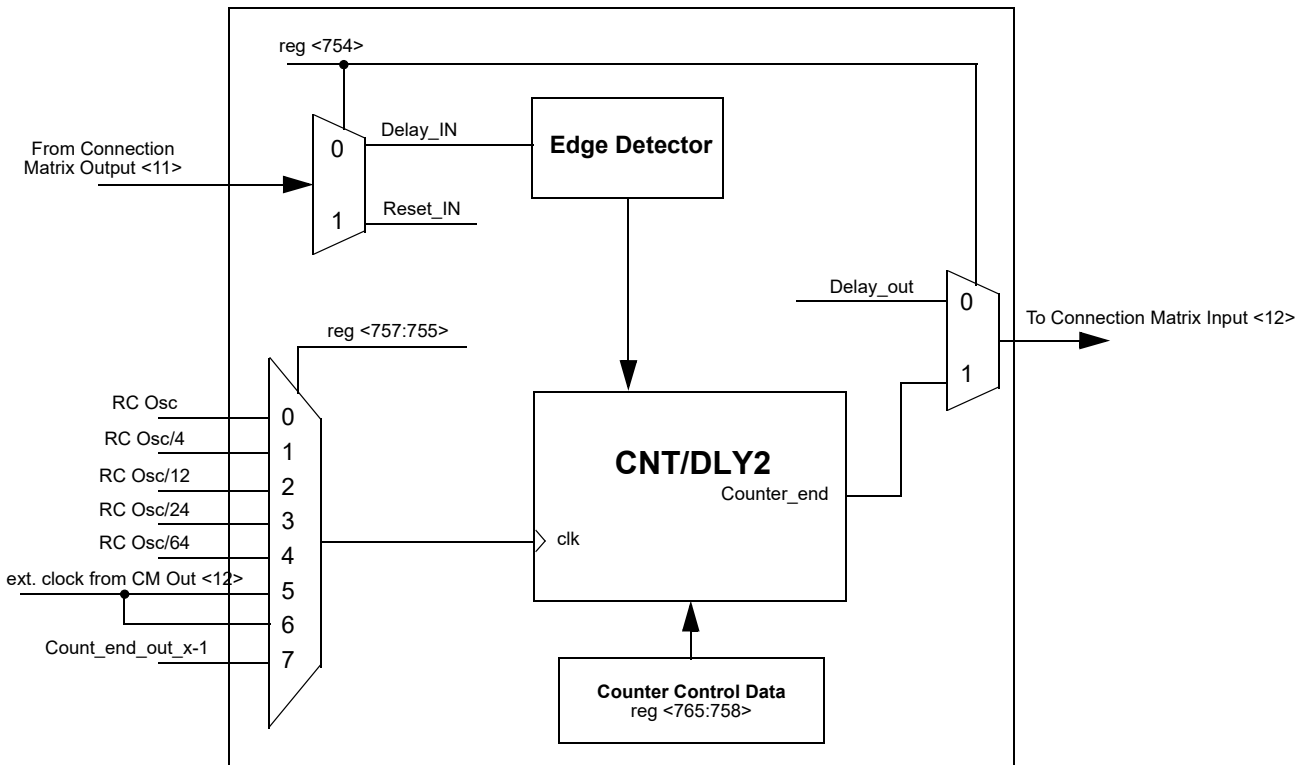 reg <754>
From Connection
Matrix Output <11>
0
1
Delay_IN
Reset_IN
Edge Detector
Delay_out
0
1
To Connection Matrix Input <12>
reg <757:755>
RC Osc
RC Osc/4
RC Osc/12
RC Osc/24
RC Osc/64
ext. clock from CM Out <12>
Count_end_out_x-1
0
1
2
3
4
5
6
7
CNT/DLY2
Counter_end
clk
Counter Control Data
reg <765:758>